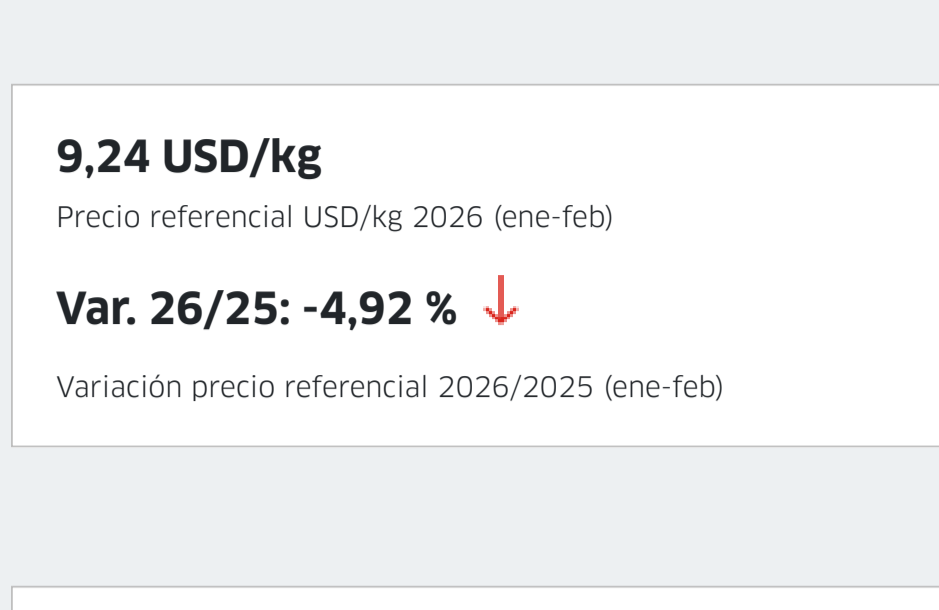 9,24 USD/kg
Precio referencial USD/kg 2026 (ene-feb)
Var. 26/25: -4,92 %
Variación precio referencial 2026/2025 (ene-feb)